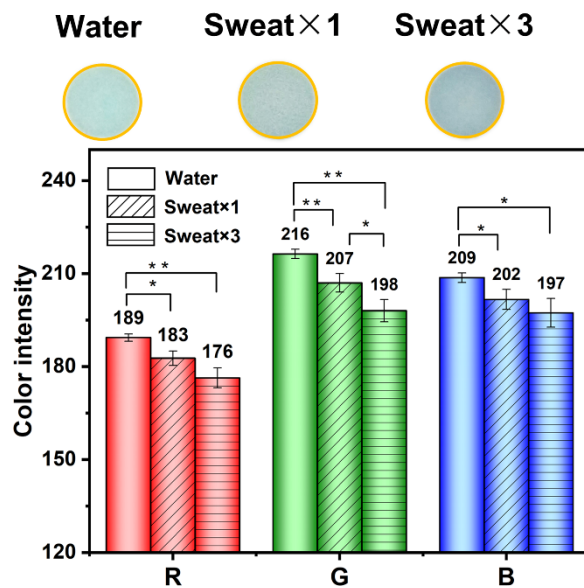 Water Sweat×1 Sweat×3
240
210
180
150
120
Color intensity
Water
Sweat×1
Sweat×3
** *
189 183 176
** ** *
216 207 198
* *
209 202 197
R G B